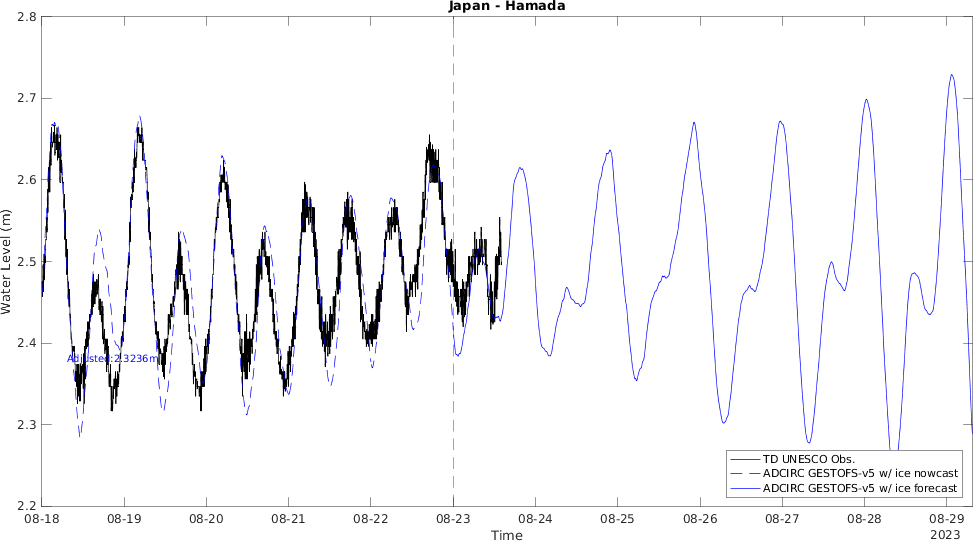 Japan - Hamada
Water Level (m)
2.8
2.7
2.6
2.5
2.4
2.3
2.2
Adjusted:2.3236m
TD UNESCO Obs.
ADCIRC GESTOFS-v5 w/ ice nowcast
ADCIRC GESTOFS-v5 w/ ice forecast
08-18 08-19 08-20 08-21 08-22 08-23 08-24 08-25 08-26 08-27 08-28 08-29
Time
2023